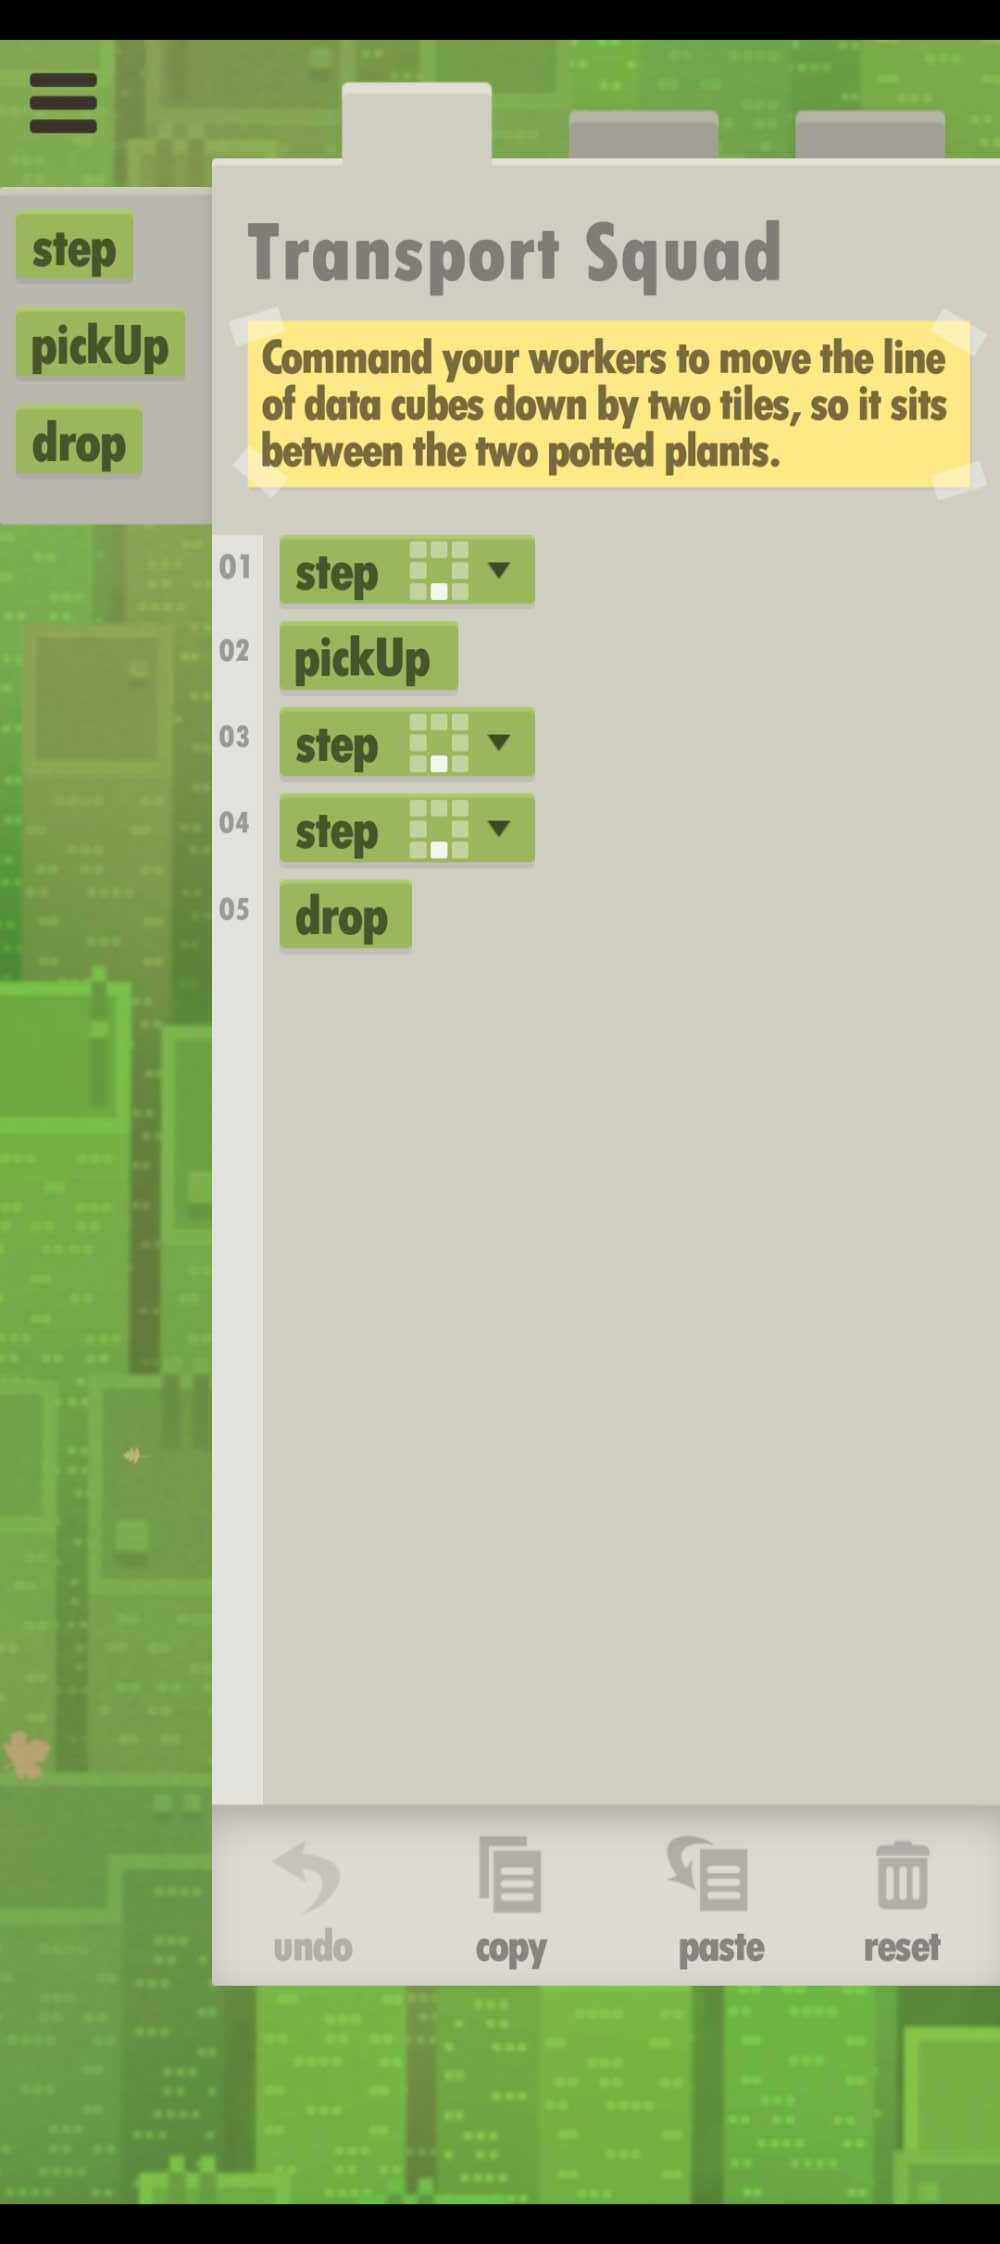 step
pickUp
drop
Transport Squad
Command your workers to move the line
of data cubes down by two tiles, so it sits
between the two potted plants.
01 step
02 pickUp
03 step
04 step
05 drop
undo copy paste reset